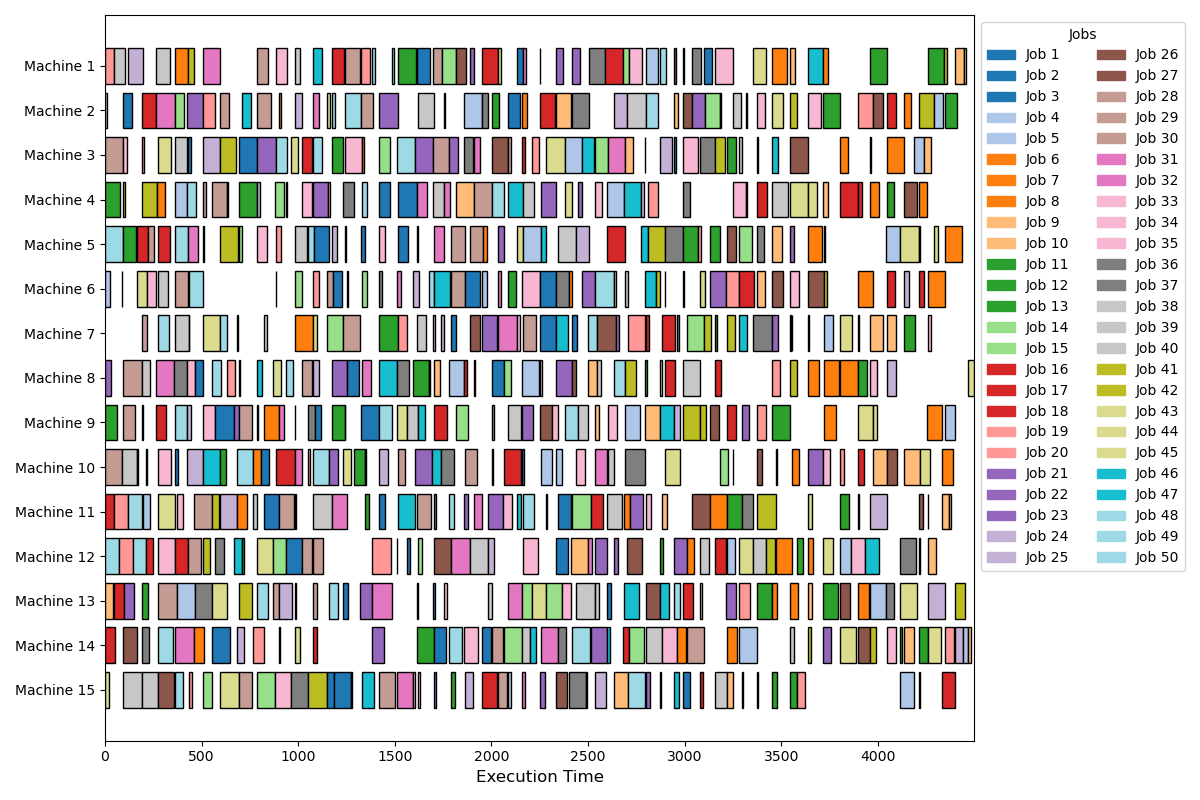 Machine 1
Machine 2
Machine 3
Machine 4
Machine 5
Machine 6
Machine 7
Machine 8
Machine 9
Machine 10
Machine 11
Machine 12
Machine 13
Machine 14
Machine 15
0 500 1000 1500 2000 2500 3000 3500 4000
Execution Time
Jobs
Job 1
Job 2
Job 3
Job 4
Job 5
Job 6
Job 7
Job 8
Job 9
Job 10
Job 11
Job 12
Job 13
Job 14
Job 15
Job 16
Job 17
Job 18
Job 19
Job 20
Job 21
Job 22
Job 23
Job 24
Job 25
Job 26
Job 27
Job 28
Job 29
Job 30
Job 31
Job 32
Job 33
Job 34
Job 35
Job 36
Job 37
Job 38
Job 39
Job 40
Job 41
Job 42
Job 43
Job 44
Job 45
Job 46
Job 47
Job 48
Job 49
Job 50